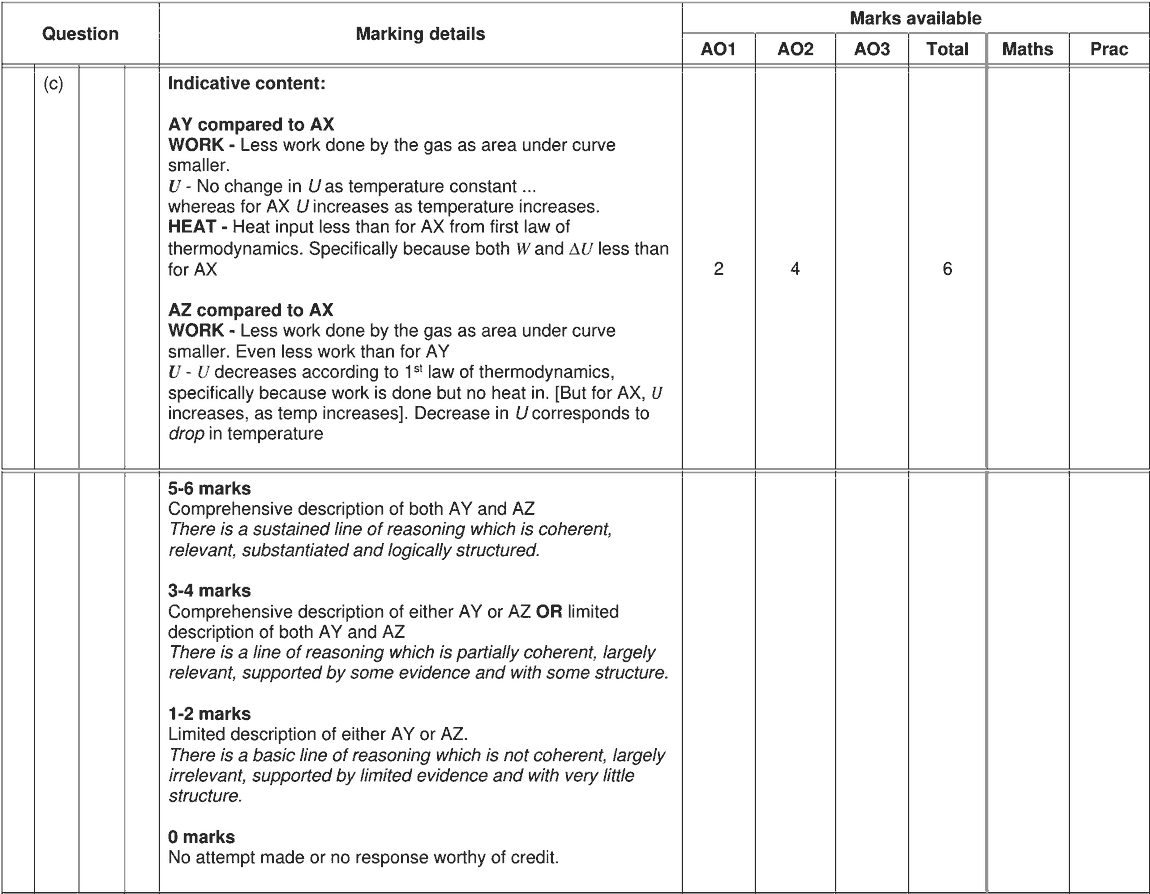 Question
Marking details
Marks available
AO1 AO2 AO3 Total Maths Prac
(c)
Indicative content:
AY compared to AX
WORK - Less work done by the gas as area under curve
smaller.
U - No change in U as temperature constant ...
whereas for AX U increases as temperature increases.
HEAT - Heat input less than for AX from first law of
thermodynamics. Specifically because both W and ΔU less than
for AX
2 4 6
AZ compared to AX
WORK - Less work done by the gas as area under curve
smaller. Even less work than for AY
U - U decreases according to 1st law of thermodynamics,
specifically because work is done but no heat in. [But for AX, U
increases, as temp increases]. Decrease in U corresponds to
drop in temperature
5-6 marks
Comprehensive description of both AY and AZ
There is a sustained line of reasoning which is coherent,
relevant, substantiated and logically structured.
3-4 marks
Comprehensive description of either AY or AZ OR limited
description of both AY and AZ
There is a line of reasoning which is partially coherent, largely
relevant, supported by some evidence and with some structure.
1-2 marks
Limited description of either AY or AZ.
There is a basic line of reasoning which is not coherent, largely
irrelevant, supported by limited evidence and with very little
structure.
0 marks
No attempt made or no response worthy of credit.